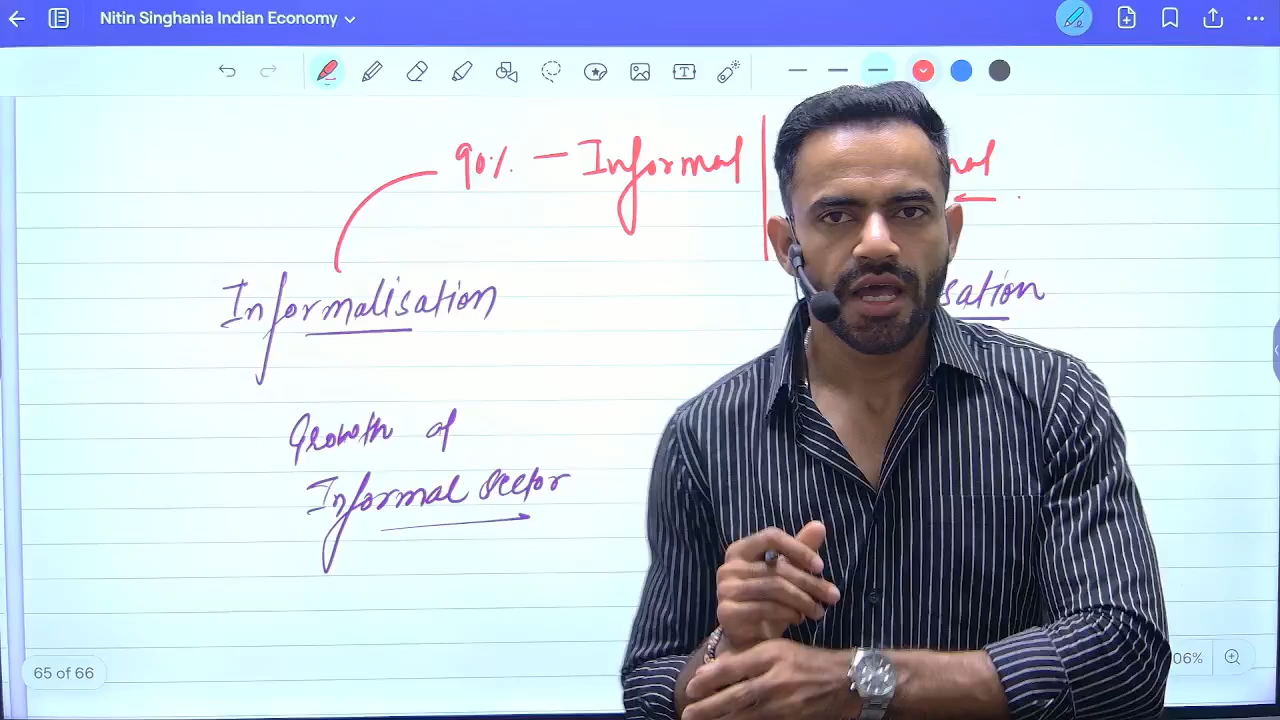 Nitin Singhania Indian Economy
90% - Informal
Informalisation
Growth of
Informal Sector
65 of 66